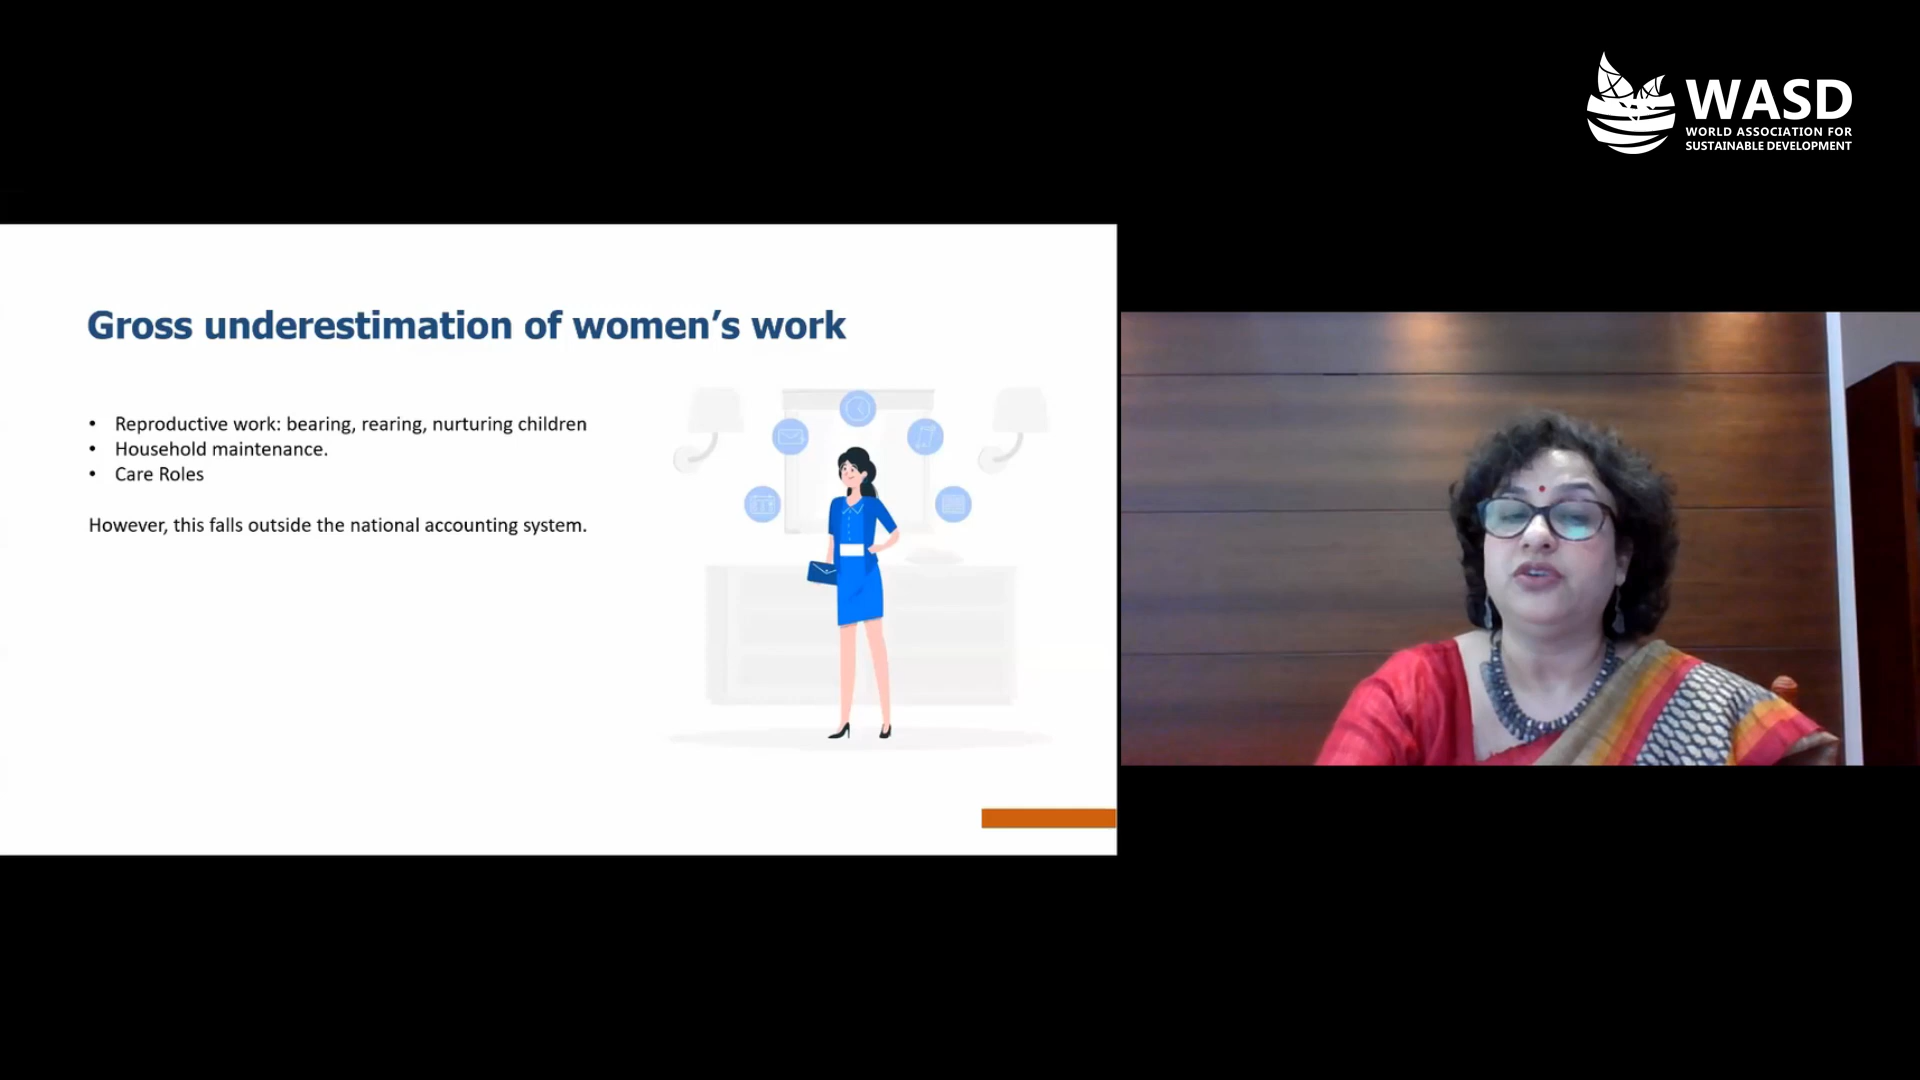 WASD
WORLD ASSOCIATION FOR
SUSTAINABLE DEVELOPMENT
Gross underestimation of women’s work
• Reproductive work: bearing, rearing, nurturing children
• Household maintenance.
• Care Roles
However, this falls outside the national accounting system.